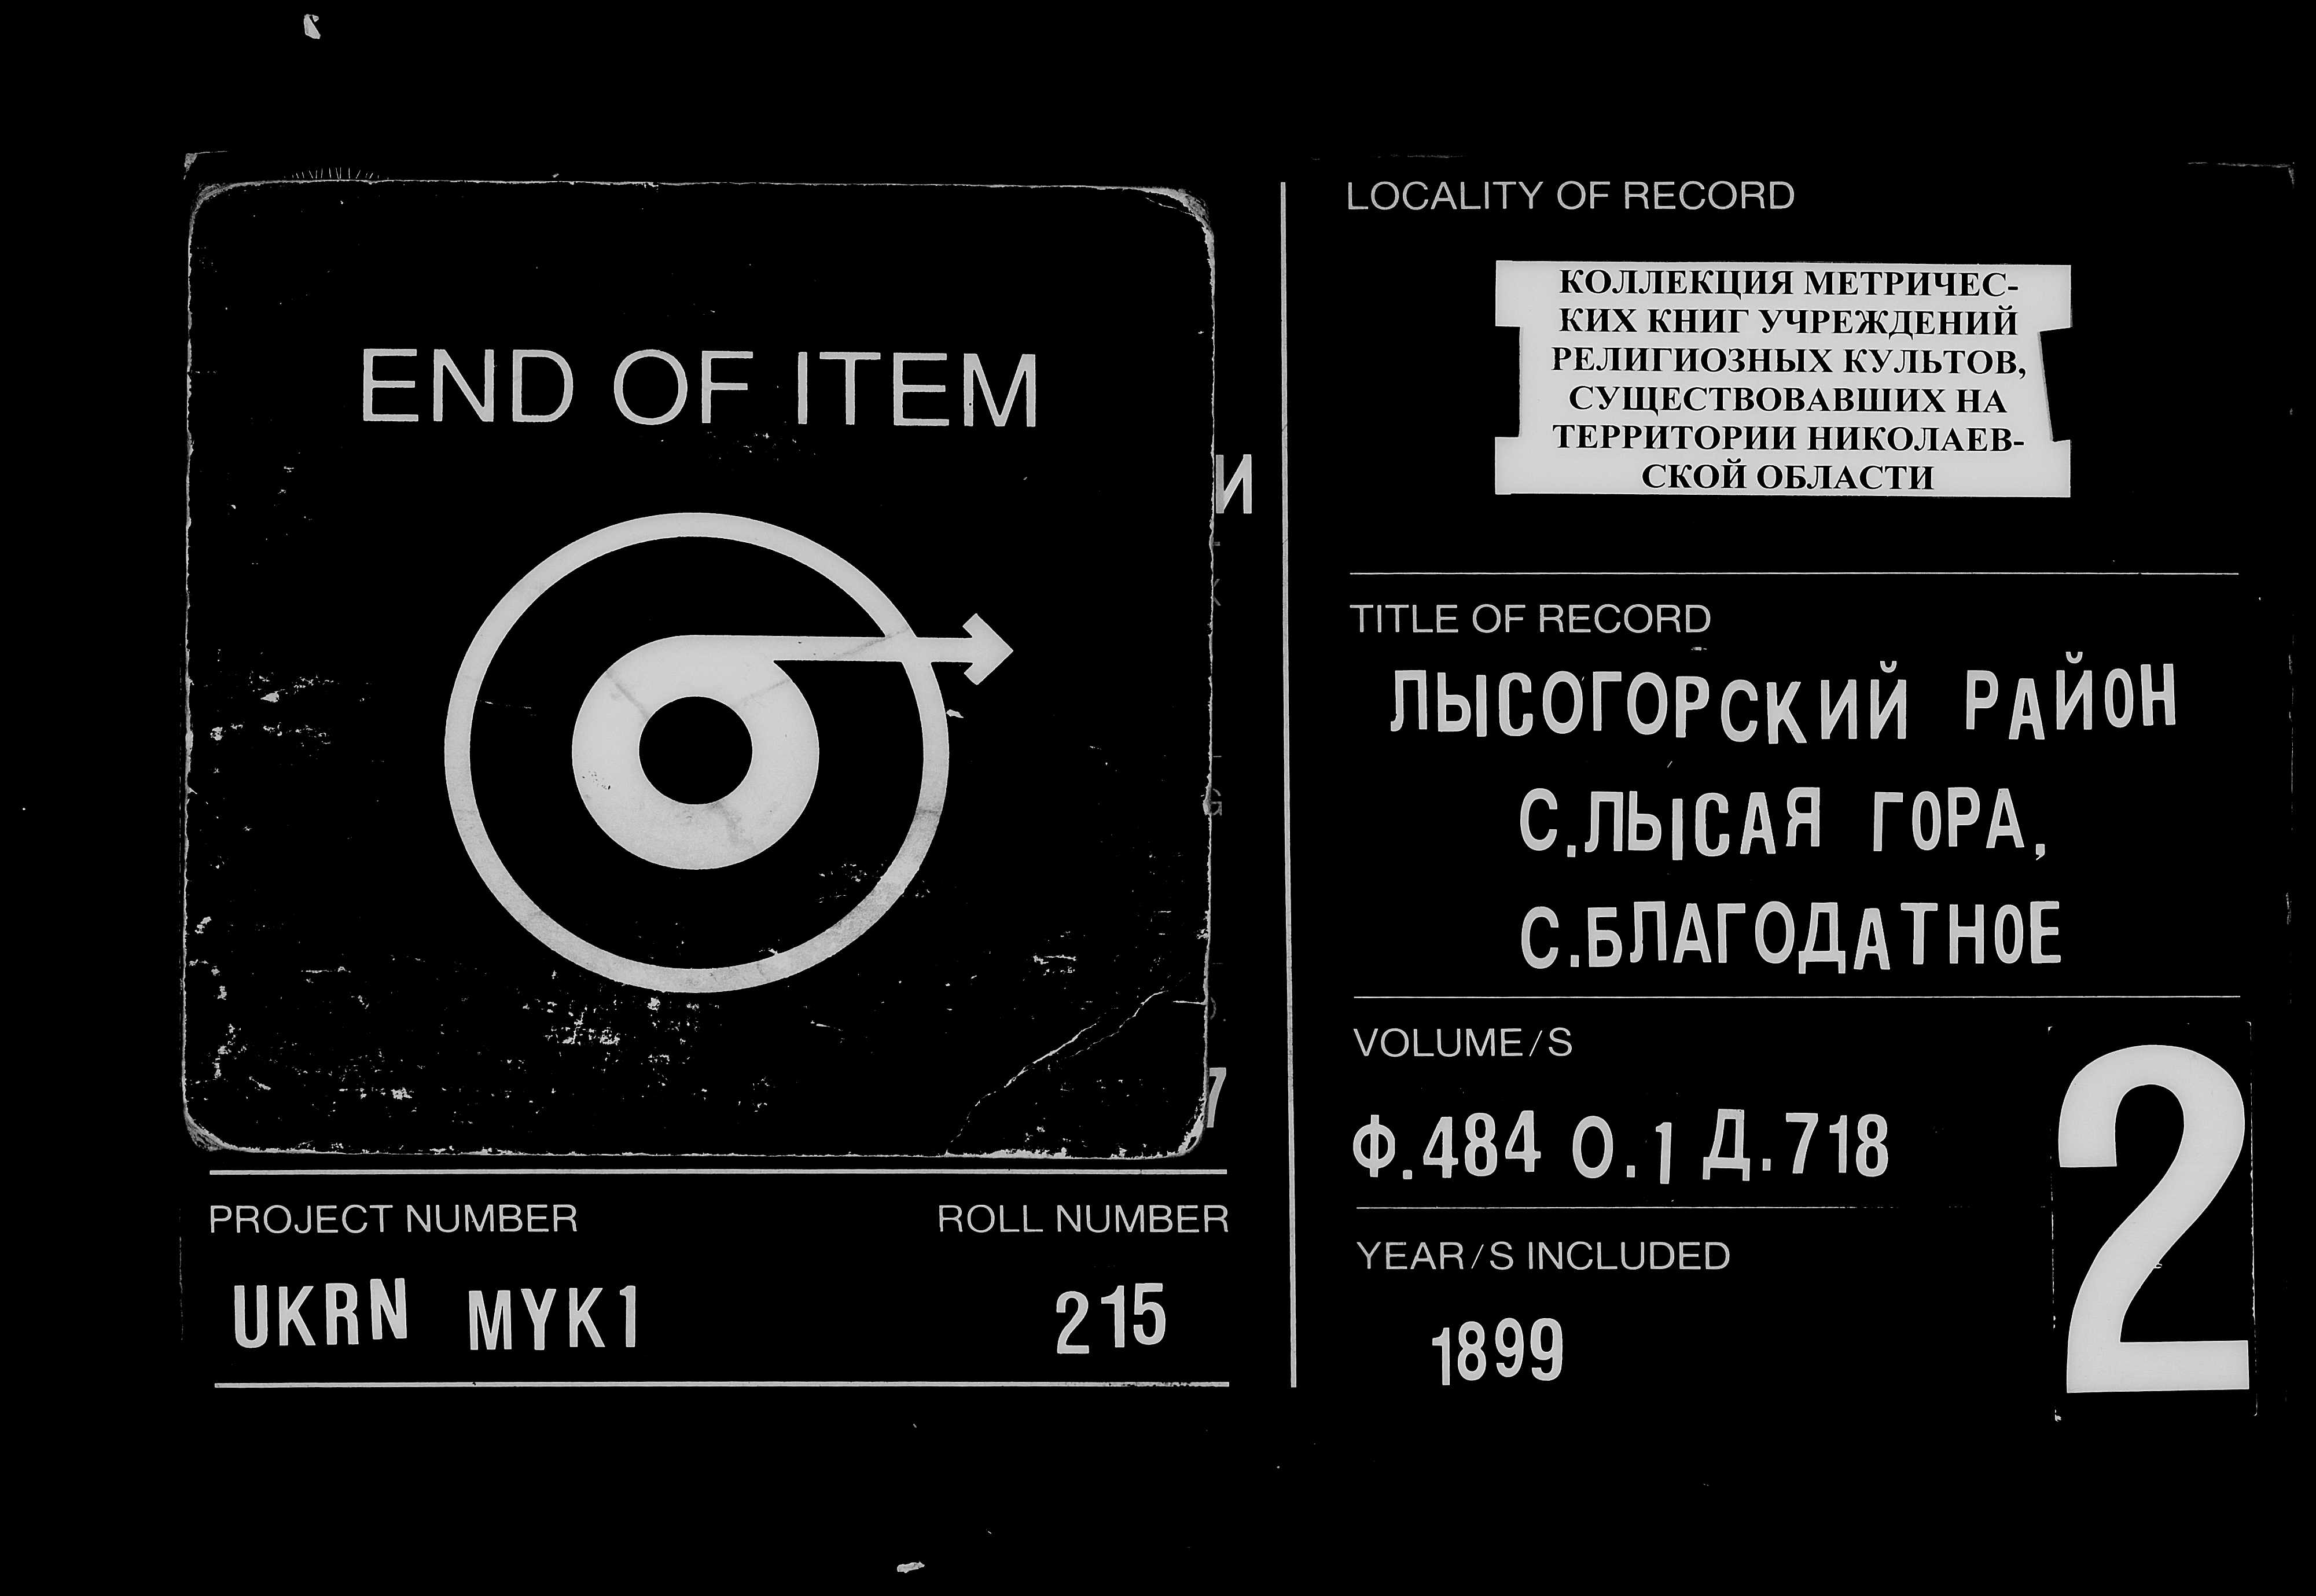 END OF ITEM
И
7
PROJECT NUMBER
ROLL NUMBER
UKRN MYK1
215
LOCALITY OF RECORD
КОЛЛЕКЦИЯ МЕТРИЧЕС-
КИХ КНИГ УЧРЕЖДЕНИЙ
РЕЛИГИОЗНЫХ КУЛЬТОВ,
СУЩЕСТВОВАВШИХ НА
ТЕРРИТОРИИ НИКОЛАЕВ-
СКОЙ ОБЛАСТИ
TITLE OF RECORD
ЛЫСОГОРСКИЙ РАЙОН
С.ЛЫСАЯ ГОРА,
С.БЛАГОДАТНОЕ
VOLUME/S
Ф.484 О.1 Д.718
YEAR/S INCLUDED
1899
2